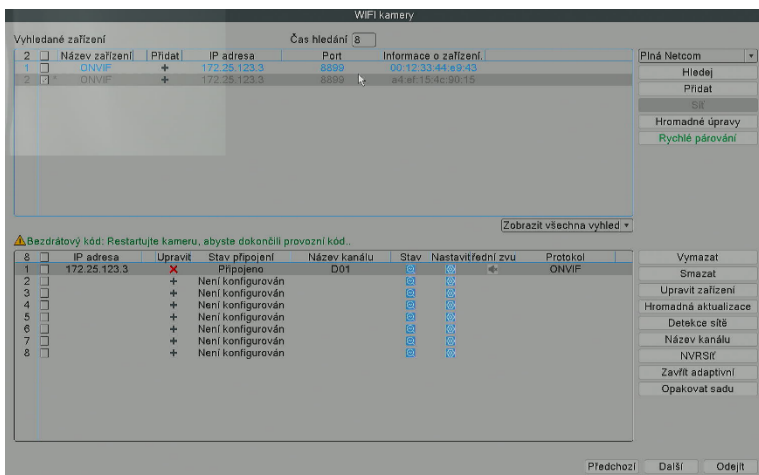 WIFI kamery
Vyhledané zařízení Čas hledání 8
2 Název zařízení Přidat IP adresa Port Informace o zařízení.
1 ONVIF + 172.25.123.3 8899 00:12:33:44:e9:43
2 ONVIF + 172.25.123.3 8899 a4:ef:15:4c:90:15
Plná Netcom
Hledej
Přidat
Síť
Hromadné úpravy
Rychlé párování
Zobrazit všechna vyhled
Bezdrátový kód: Restartujte kameru, abyste dokončili provozní kód..
8 IP adresa Upravit Stav připojení Název kanálu Stav Nastavitřední zvu Protokol
1 172.25.123.3 Připojeno D01 ONVIF
2 + Není konfigurován
3 + Není konfigurován
4 + Není konfigurován
5 + Není konfigurován
6 + Není konfigurován
7 + Není konfigurován
8 + Není konfigurován
Vymazat
Smazat
Upravit zařízení
Hromadná aktualizace
Detekce sítě
Název kanálu
NVRSíť
Zavřít adaptivní
Opakovat sadu
Předchozí Další Odejít